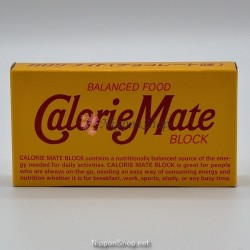 BALANCED FOOD
CalorieMate
BLOCK
CALORIE MATE BLOCK contains a nutritionally balanced source of the ener-
gy needed for daily activities. CALORIE MATE BLOCK is great for people
who are always on-the-go, needing an easy way of consuming energy and
nutrition whether it is for breakfast, work, sports, study, or any busy time.
NipponShop.net